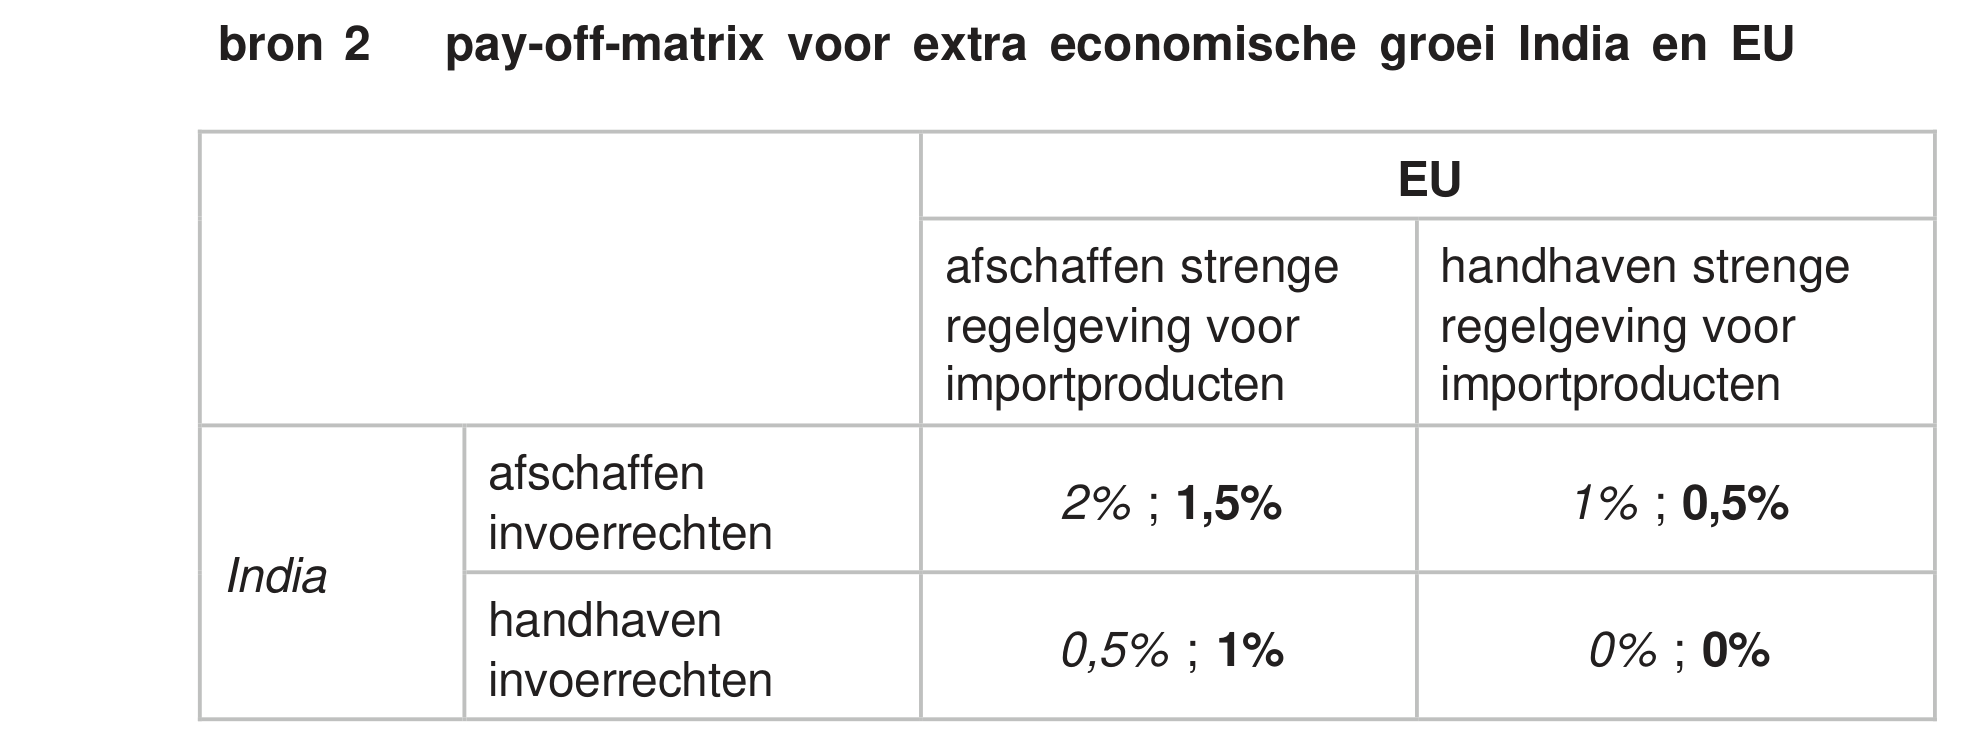 bron 2 pay-off-matrix voor extra economische groei India en EU
EU
afschaffen strenge
regelgeving voor
importproducten
handhaven strenge
regelgeving voor
importproducten
India
afschaffen
invoerrechten
2% ; 1,5%
1% ; 0,5%
handhaven
invoerrechten
0,5% ; 1%
0% ; 0%